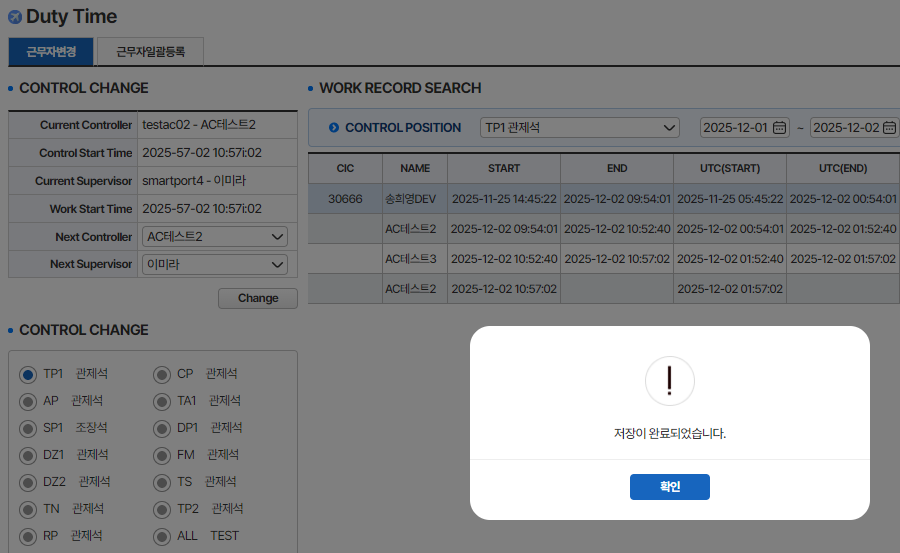 Duty Time
근무자변경 근무자일괄등록
CONTROL CHANGE
Current Controller testac02 - AC테스트2
Control Start Time 2025-57-02 10:57:02
Current Supervisor smartport4 - 이미라
Work Start Time 2025-57-02 10:57:02
Next Controller AC테스트2
Next Supervisor 이미라
Change
CONTROL CHANGE
TP1 관제석 CP 관제석
AP 관제석 TA1 관제석
SP1 조장석 DP1 관제석
DZ1 관제석 FM 관제석
DZ2 관제석 TS 관제석
TN 관제석 TP2 관제석
RP 관제석 ALL TEST
WORK RECORD SEARCH
CONTROL POSITION TP1 관제석 2025-12-01 ~ 2025-12-02
CIC NAME START END UTC(START) UTC(END)
30666 송희영DEV 2025-11-25 14:45:22 2025-12-02 09:54:01 2025-11-25 05:45:22 2025-12-02 00:54:01
AC테스트2 2025-12-02 09:54:01 2025-12-02 10:52:40 2025-12-02 00:54:01 2025-12-02 01:52:40
AC테스트3 2025-12-02 10:52:40 2025-12-02 10:57:02 2025-12-02 01:52:40 2025-12-02 01:57:02
AC테스트2 2025-12-02 10:57:02 2025-12-02 01:57:02
!
저장이 완료되었습니다.
확인